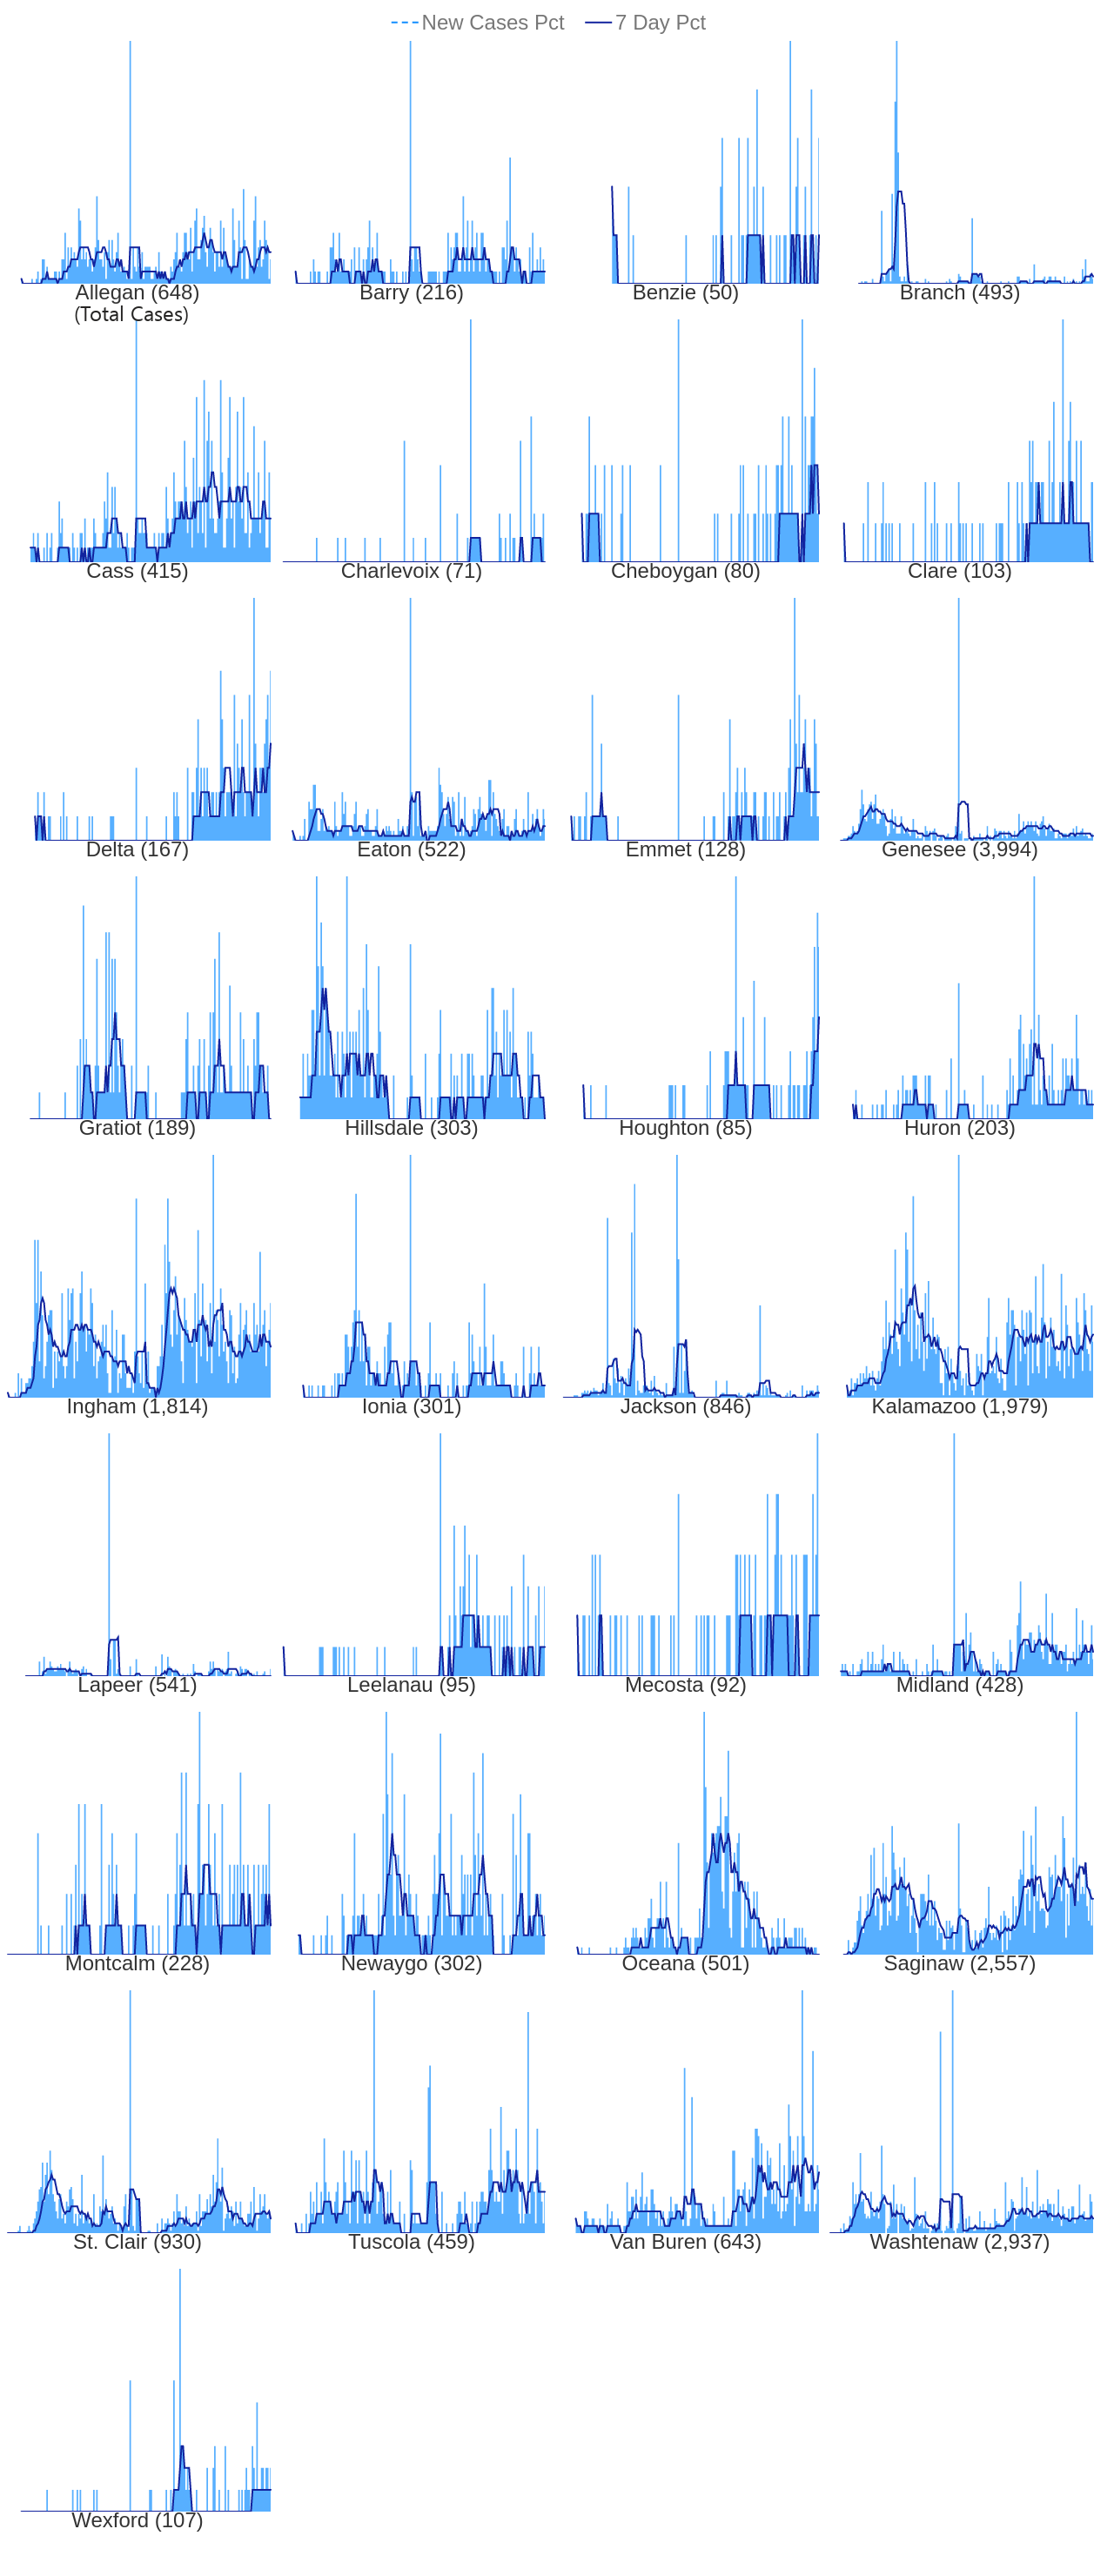 New Cases Pct 7 Day Pct
Allegan (648) Barry (216) Benzie (50) Branch (493)
(Total Cases)
Cass (415) Charlevoix (71) Cheboygan (80) Clare (103)
Delta (167) Eaton (522) Emmet (128) Genesee (3,994)
Gratiot (189) Hillsdale (303) Houghton (85) Huron (203)
Ingham (1,814) Ionia (301) Jackson (846) Kalamazoo (1,979)
Lapeer (541) Leelanau (95) Mecosta (92) Midland (428)
Montcalm (228) Newaygo (302) Oceana (501) Saginaw (2,557)
St. Clair (930) Tuscola (459) Van Buren (643) Washtenaw (2,937)
Wexford (107)